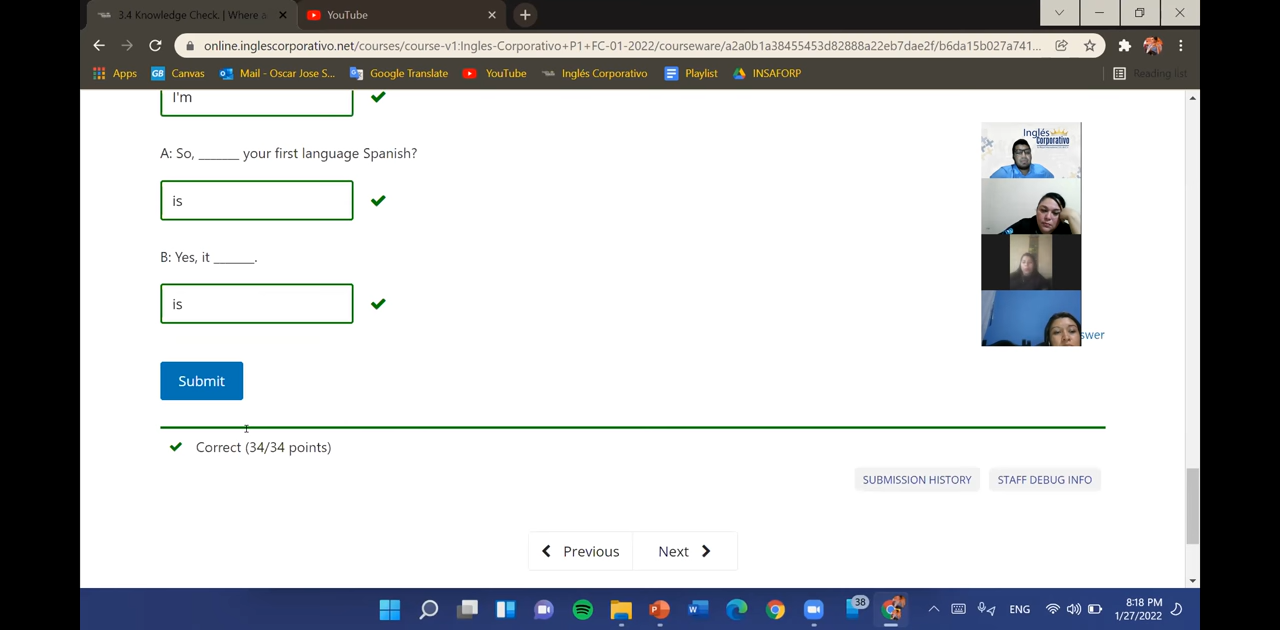 3.4 Knowledge Check. | Where a
YouTube
online.inglescorporativo.net/courses/course-v1:Ingles-Corporativo+P1+FC-01-2022/courseware/a2a0b1a38455453d82888a22eb7dae2f/b6da15b027a741...
Apps
GB Canvas
Mail - Oscar Jose S...
Google Translate
YouTube
Inglés Corporativo
Playlist
INSAFORP
Reading list
I'm
Inglés
Corporativo
A: So, ______ your first language Spanish?
is
B: Yes, it ______.
is
swer
Submit
Correct (34/34 points)
SUBMISSION HISTORY
STAFF DEBUG INFO
Previous
Next
38
ENG
8:18 PM
1/27/2022